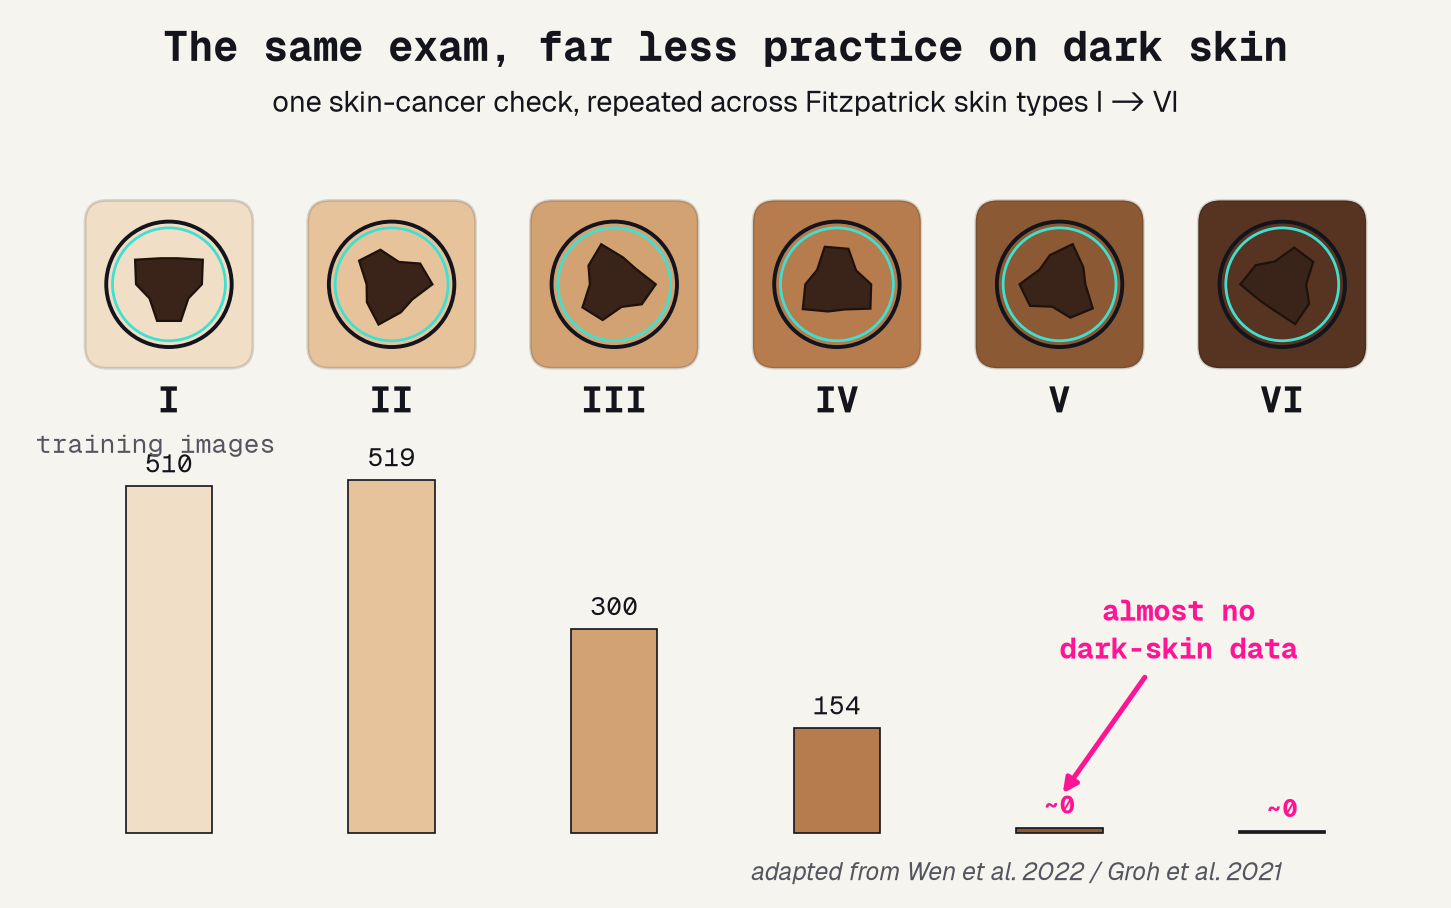 The same exam, far less practice on dark skin
one skin-cancer check, repeated across Fitzpatrick skin types I → VI
I II III IV V VI
training images
510 519 300 154 ~0 ~0
almost no
dark-skin data
adapted from Wen et al. 2022 / Groh et al. 2021